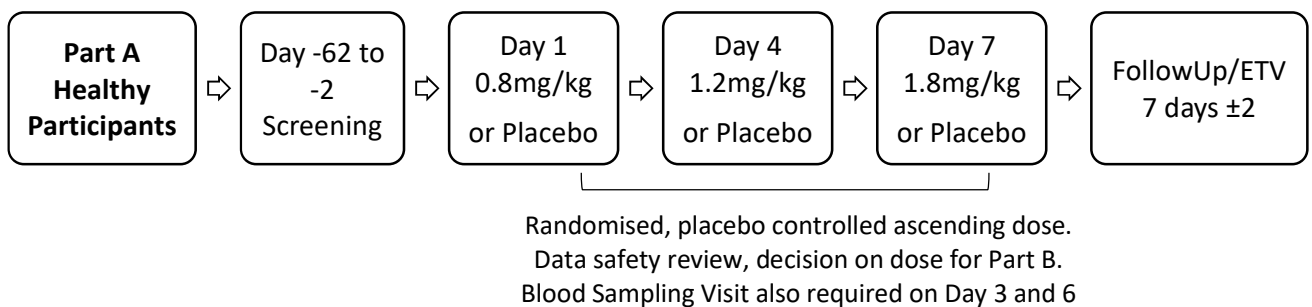 Part A
Healthy
Participants
Day -62 to
-2
Screening
Day 1
0.8mg/kg
or Placebo
Day 4
1.2mg/kg
or Placebo
Day 7
1.8mg/kg
or Placebo
FollowUp/ETV
7 days ±2
Randomised, placebo controlled ascending dose.
Data safety review, decision on dose for Part B.
Blood Sampling Visit also required on Day 3 and 6